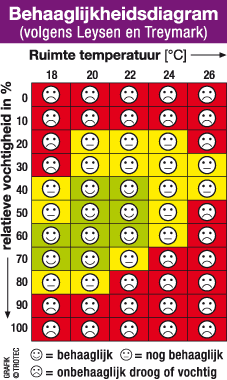 Behaaglijkheidsdiagram
(volgens Leysen en Treymark)
Ruimte temperatuur [°C]
18 20 22 24 26
relatieve vochtigheid in %
0
10
20
30
40
50
60
70
80
90
100
= behaaglijk = nog behaaglijk
= onbehaaglijk droog of vochtig
GRAFIK
©TROTEC